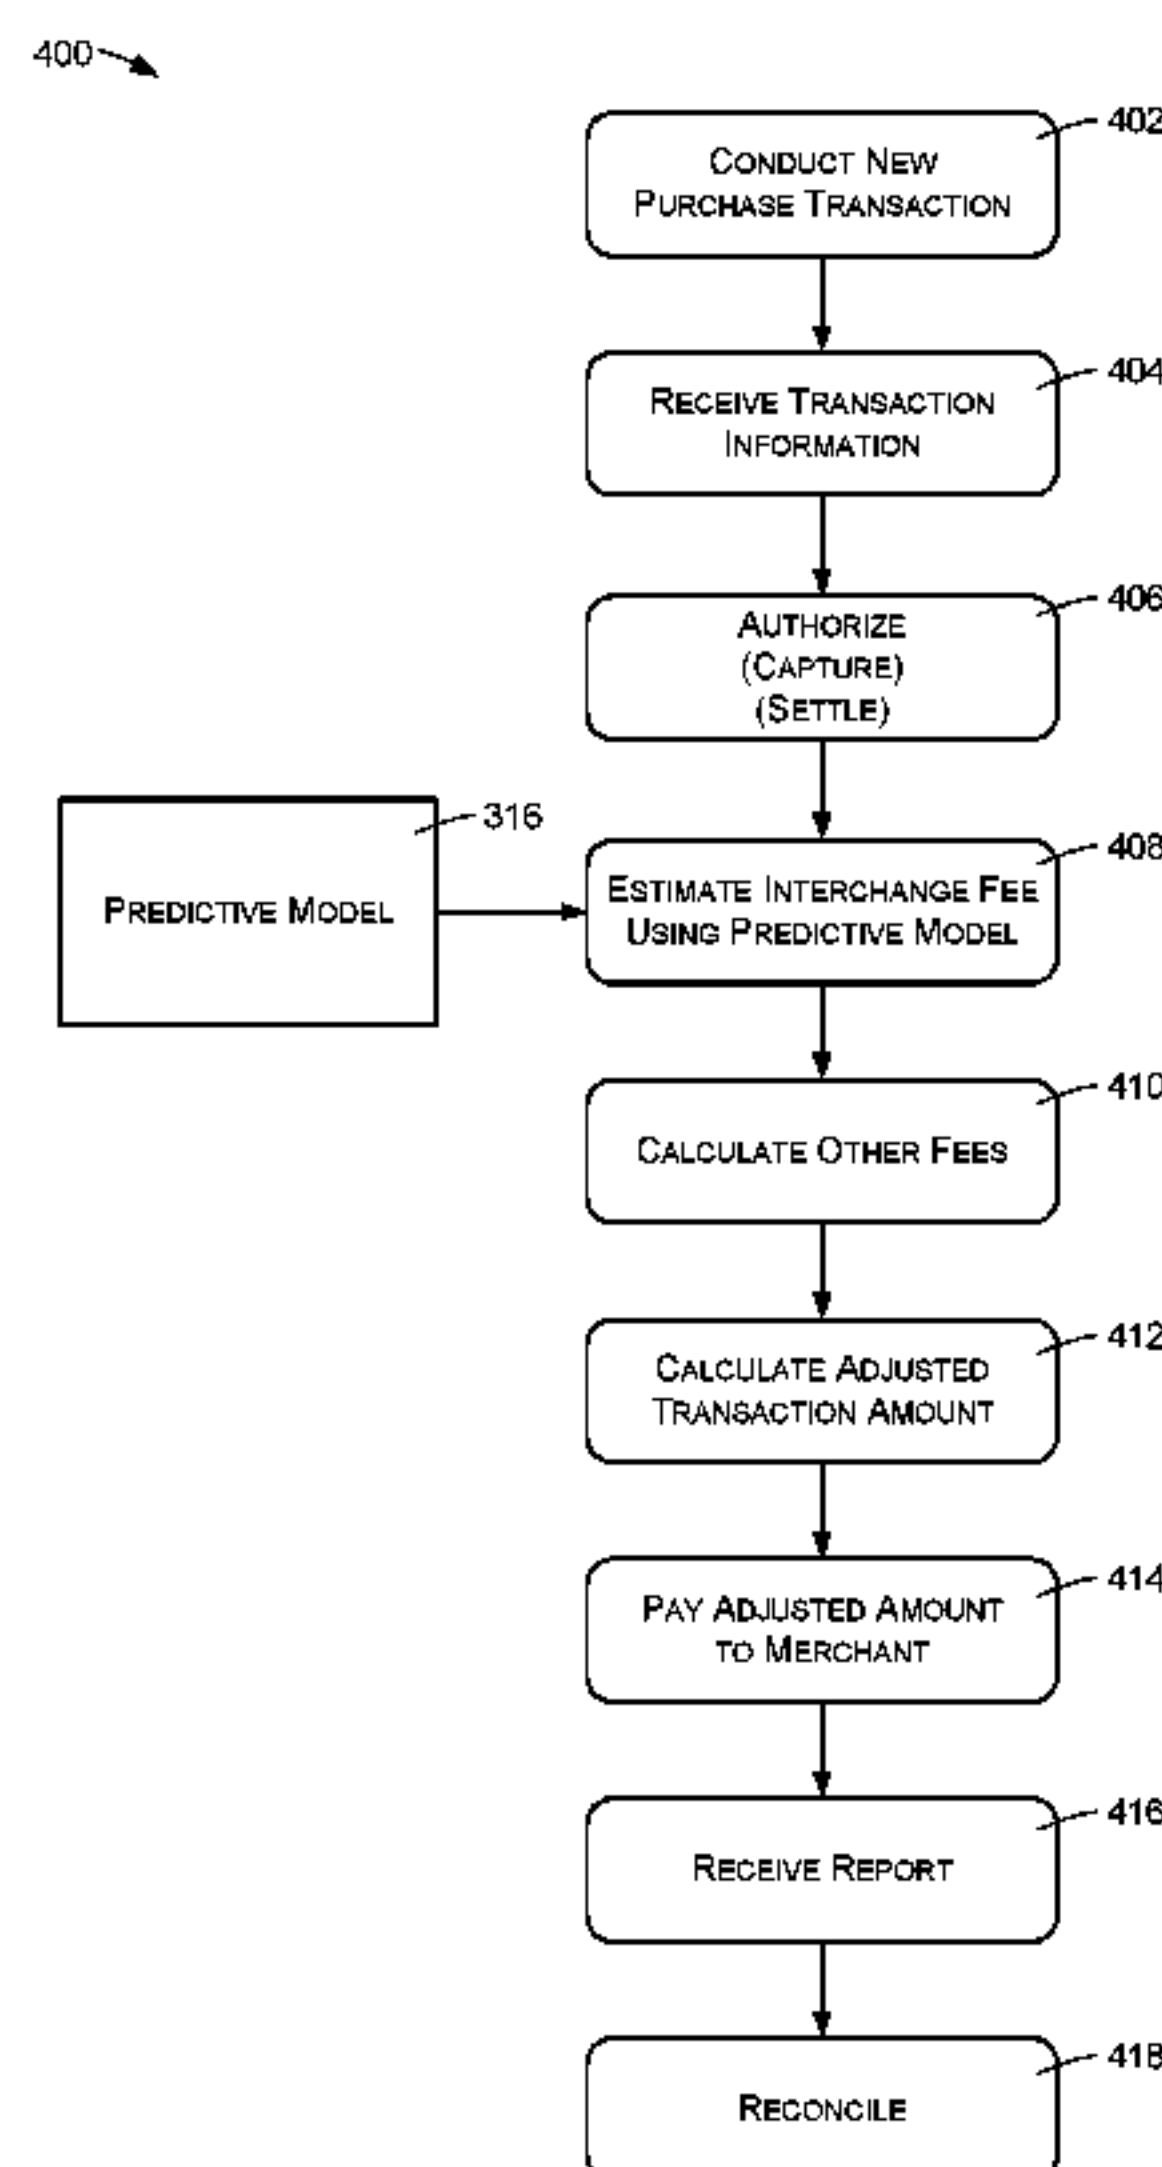 400
402
CONDUCT NEW
PURCHASE TRANSACTION
404
RECEIVE TRANSACTION
INFORMATION
406
AUTHORIZE
(CAPTURE)
(SETTLE)
316
PREDICTIVE MODEL
408
ESTIMATE INTERCHANGE FEE
USING PREDICTIVE MODEL
410
CALCULATE OTHER FEES
412
CALCULATE ADJUSTED
TRANSACTION AMOUNT
414
PAY ADJUSTED AMOUNT
TO MERCHANT
416
RECEIVE REPORT
418
RECONCILE